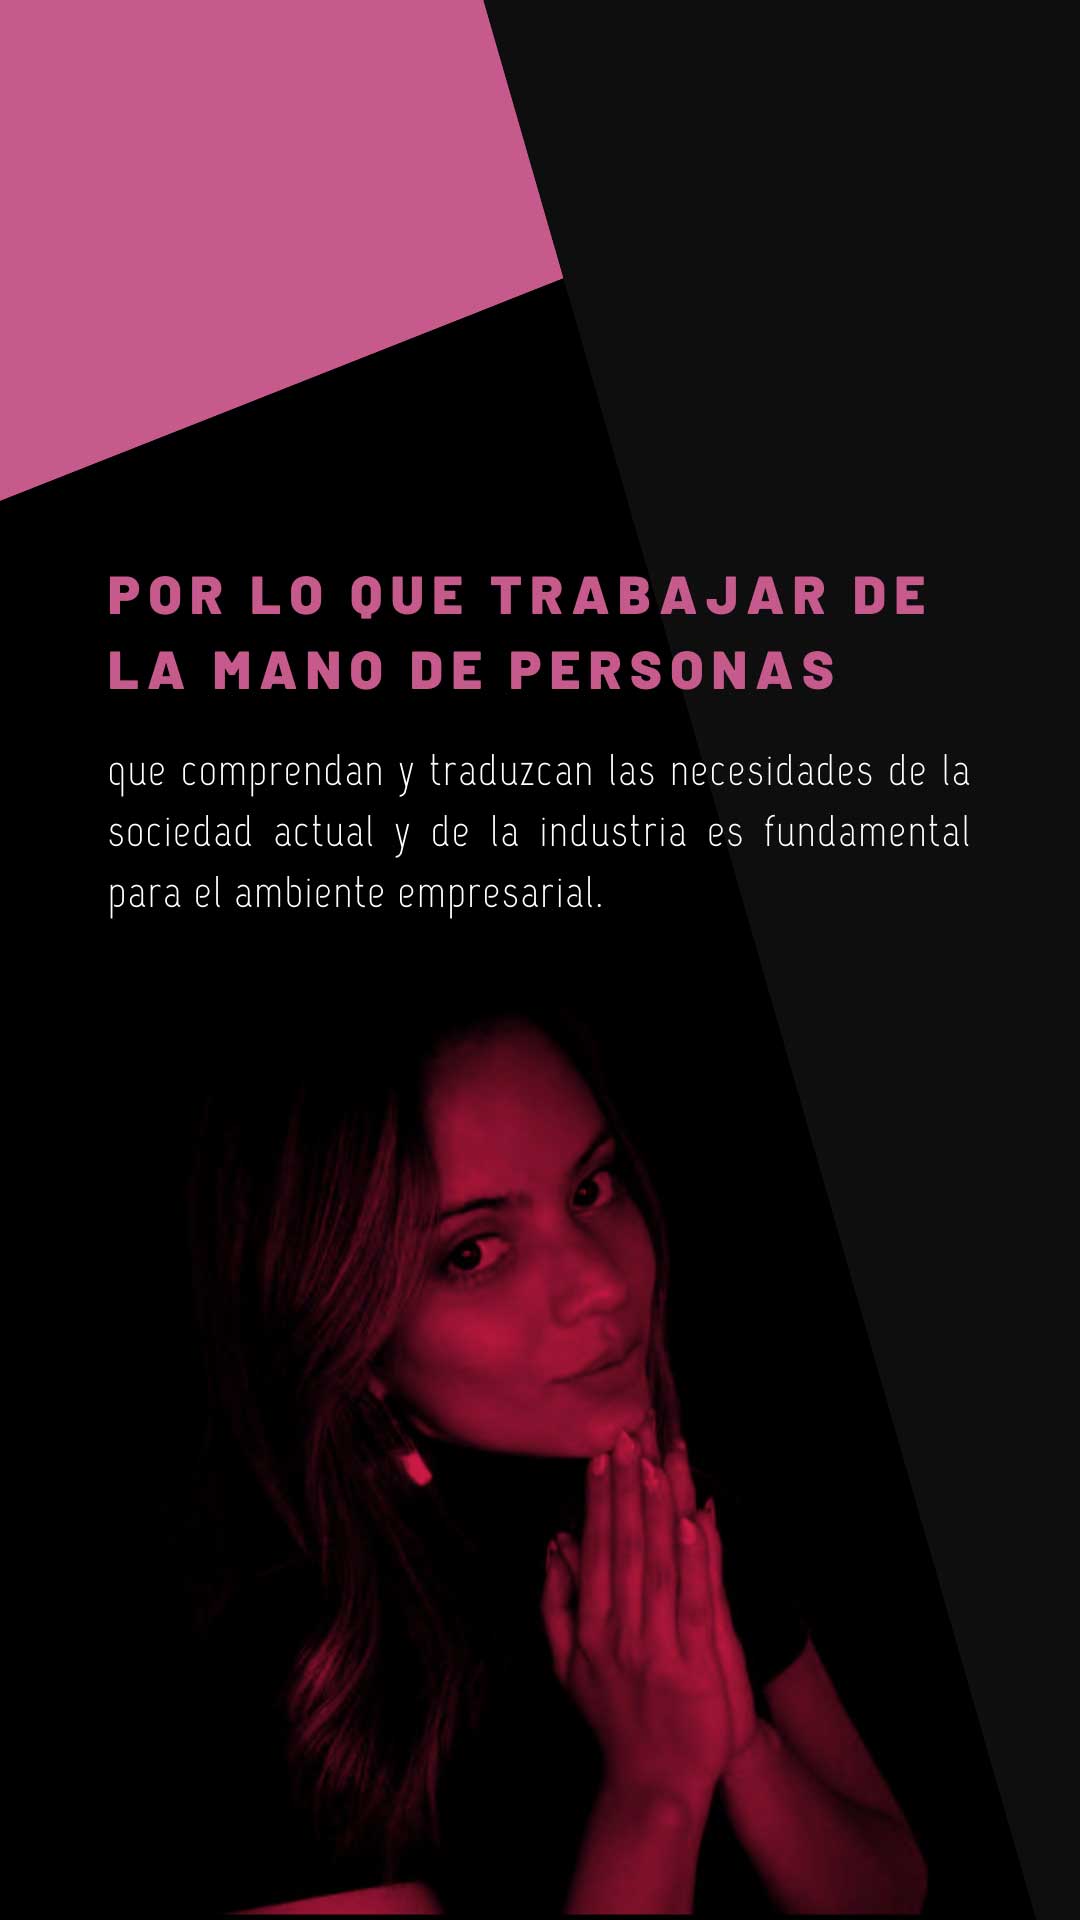 POR LO QUE TRABAJAR DE
LA MANO DE PERSONAS
que comprendan y traduzcan las necesidades de la
sociedad actual y de la industria es fundamental
para el ambiente empresarial.